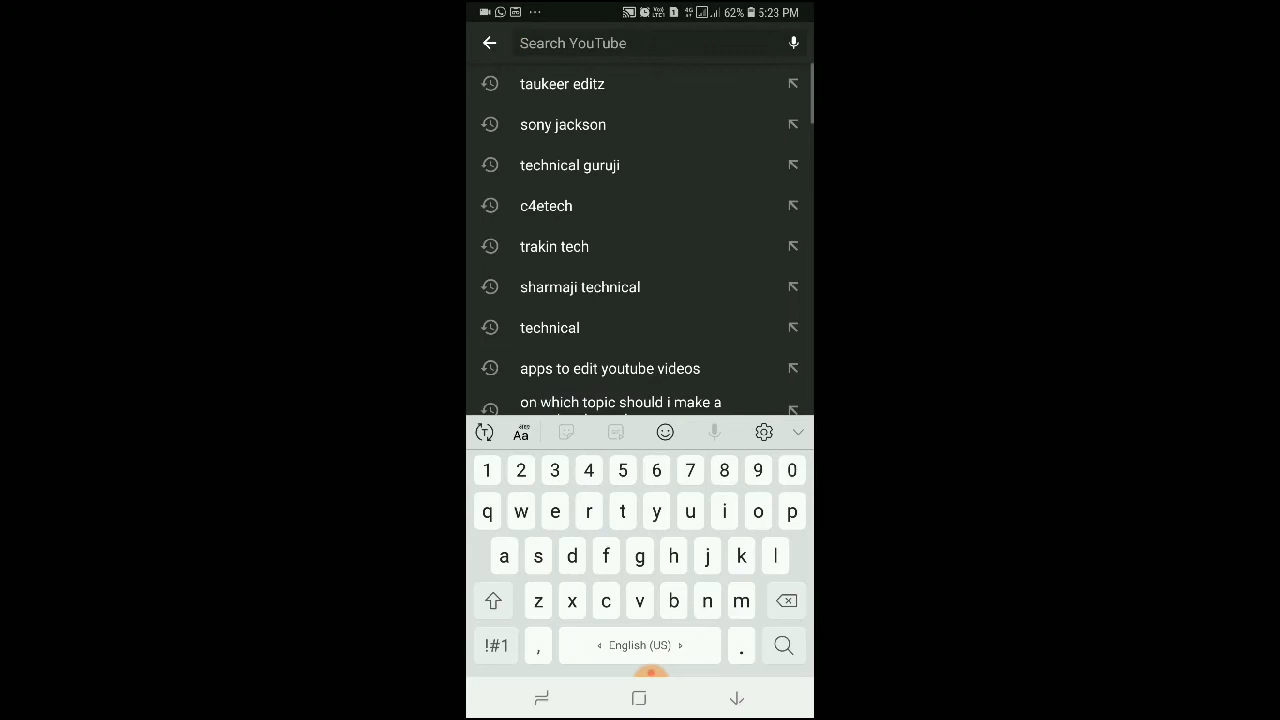 62% 5:23 PM
Search YouTube
taukeer editz
sony jackson
technical guruji
c4etech
trakin tech
sharmaji technical
technical
apps to edit youtube videos
on which topic should i make a
Aa
1 2 3 4 5 6 7 8 9 0
q w e r t y u i o p
a s d f g h j k l
z x c v b n m
!#1 , English (US) .